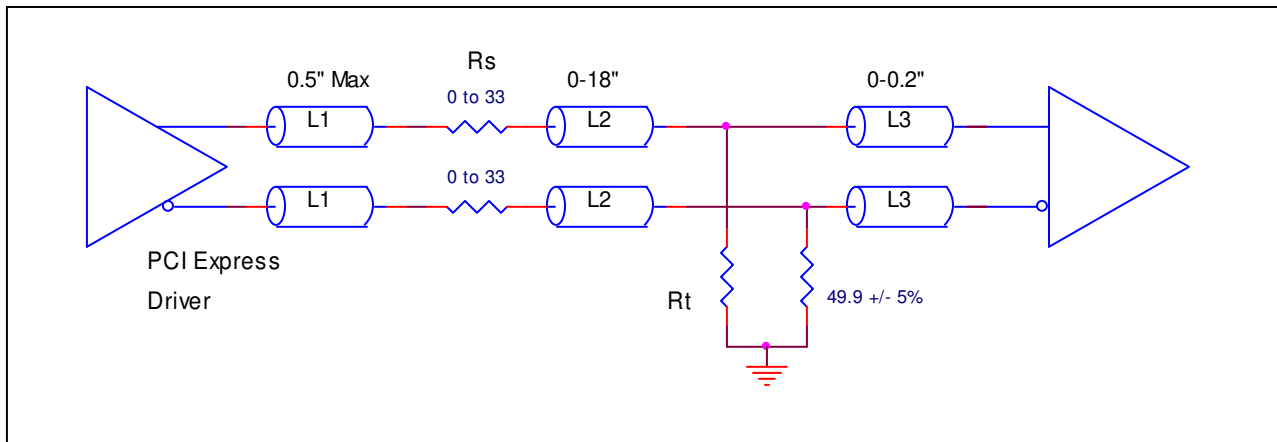 Rs
0.5" Max
0-18"
0-0.2"
0 to 33
L1
L2
L3
0 to 33
L1
L2
L3
PCI Express
Driver
Rt
49.9 +/- 5%